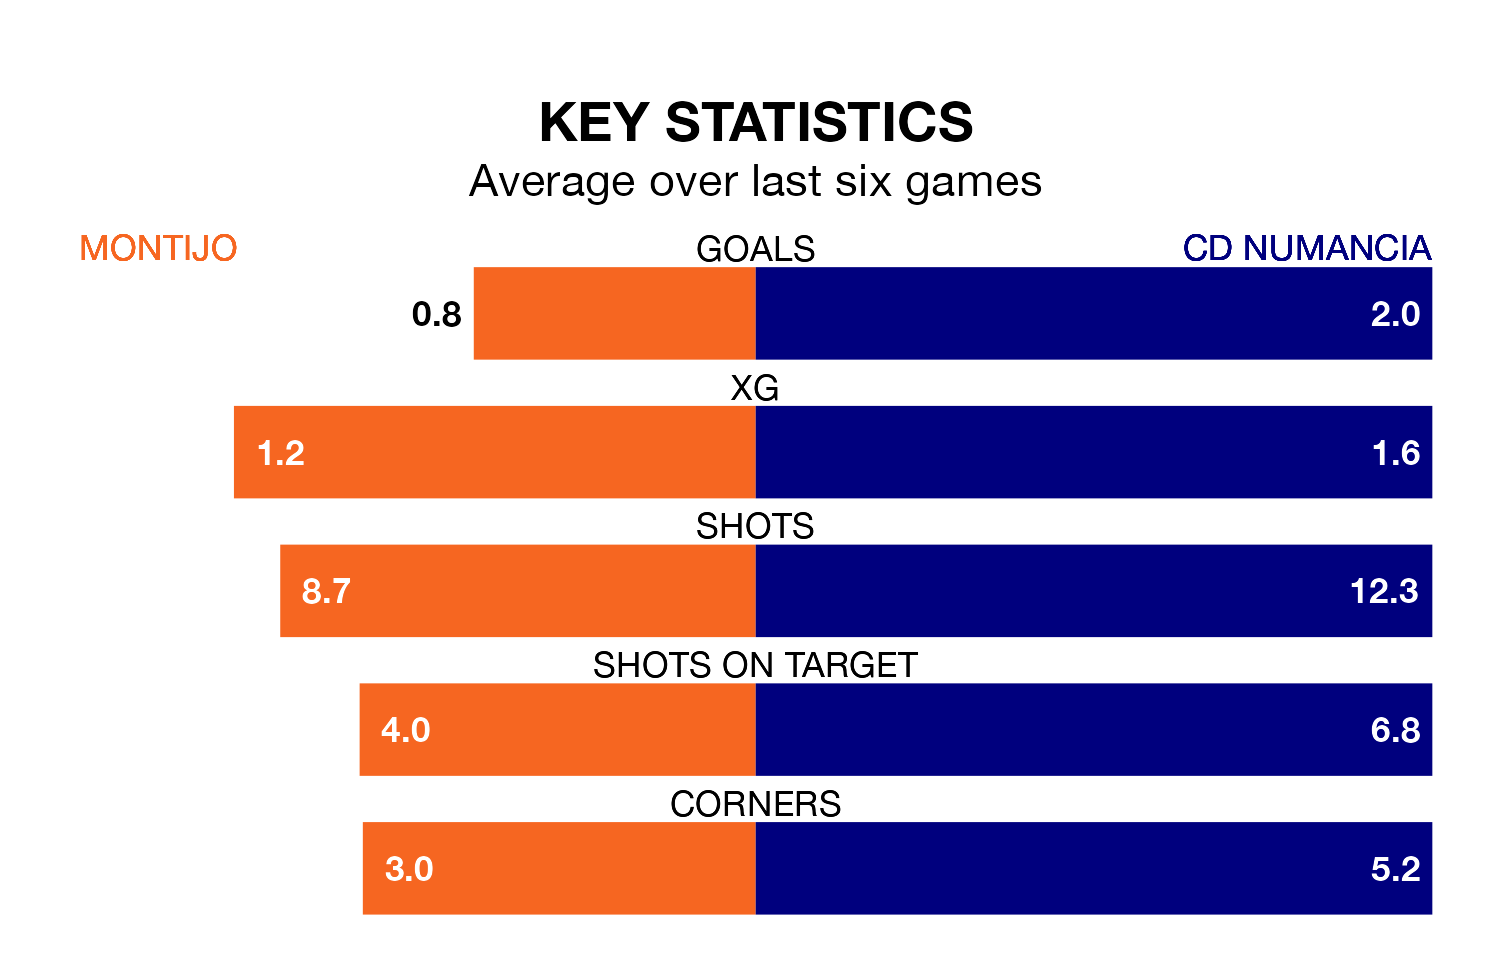 KEY STATISTICS
Average over last six games
MONTIJO GOALS CD NUMANCIA
0.8 2.0
XG
1.2 1.6
SHOTS
8.7 12.3
SHOTS ON TARGET
4.0 6.8
CORNERS
3.0 5.2